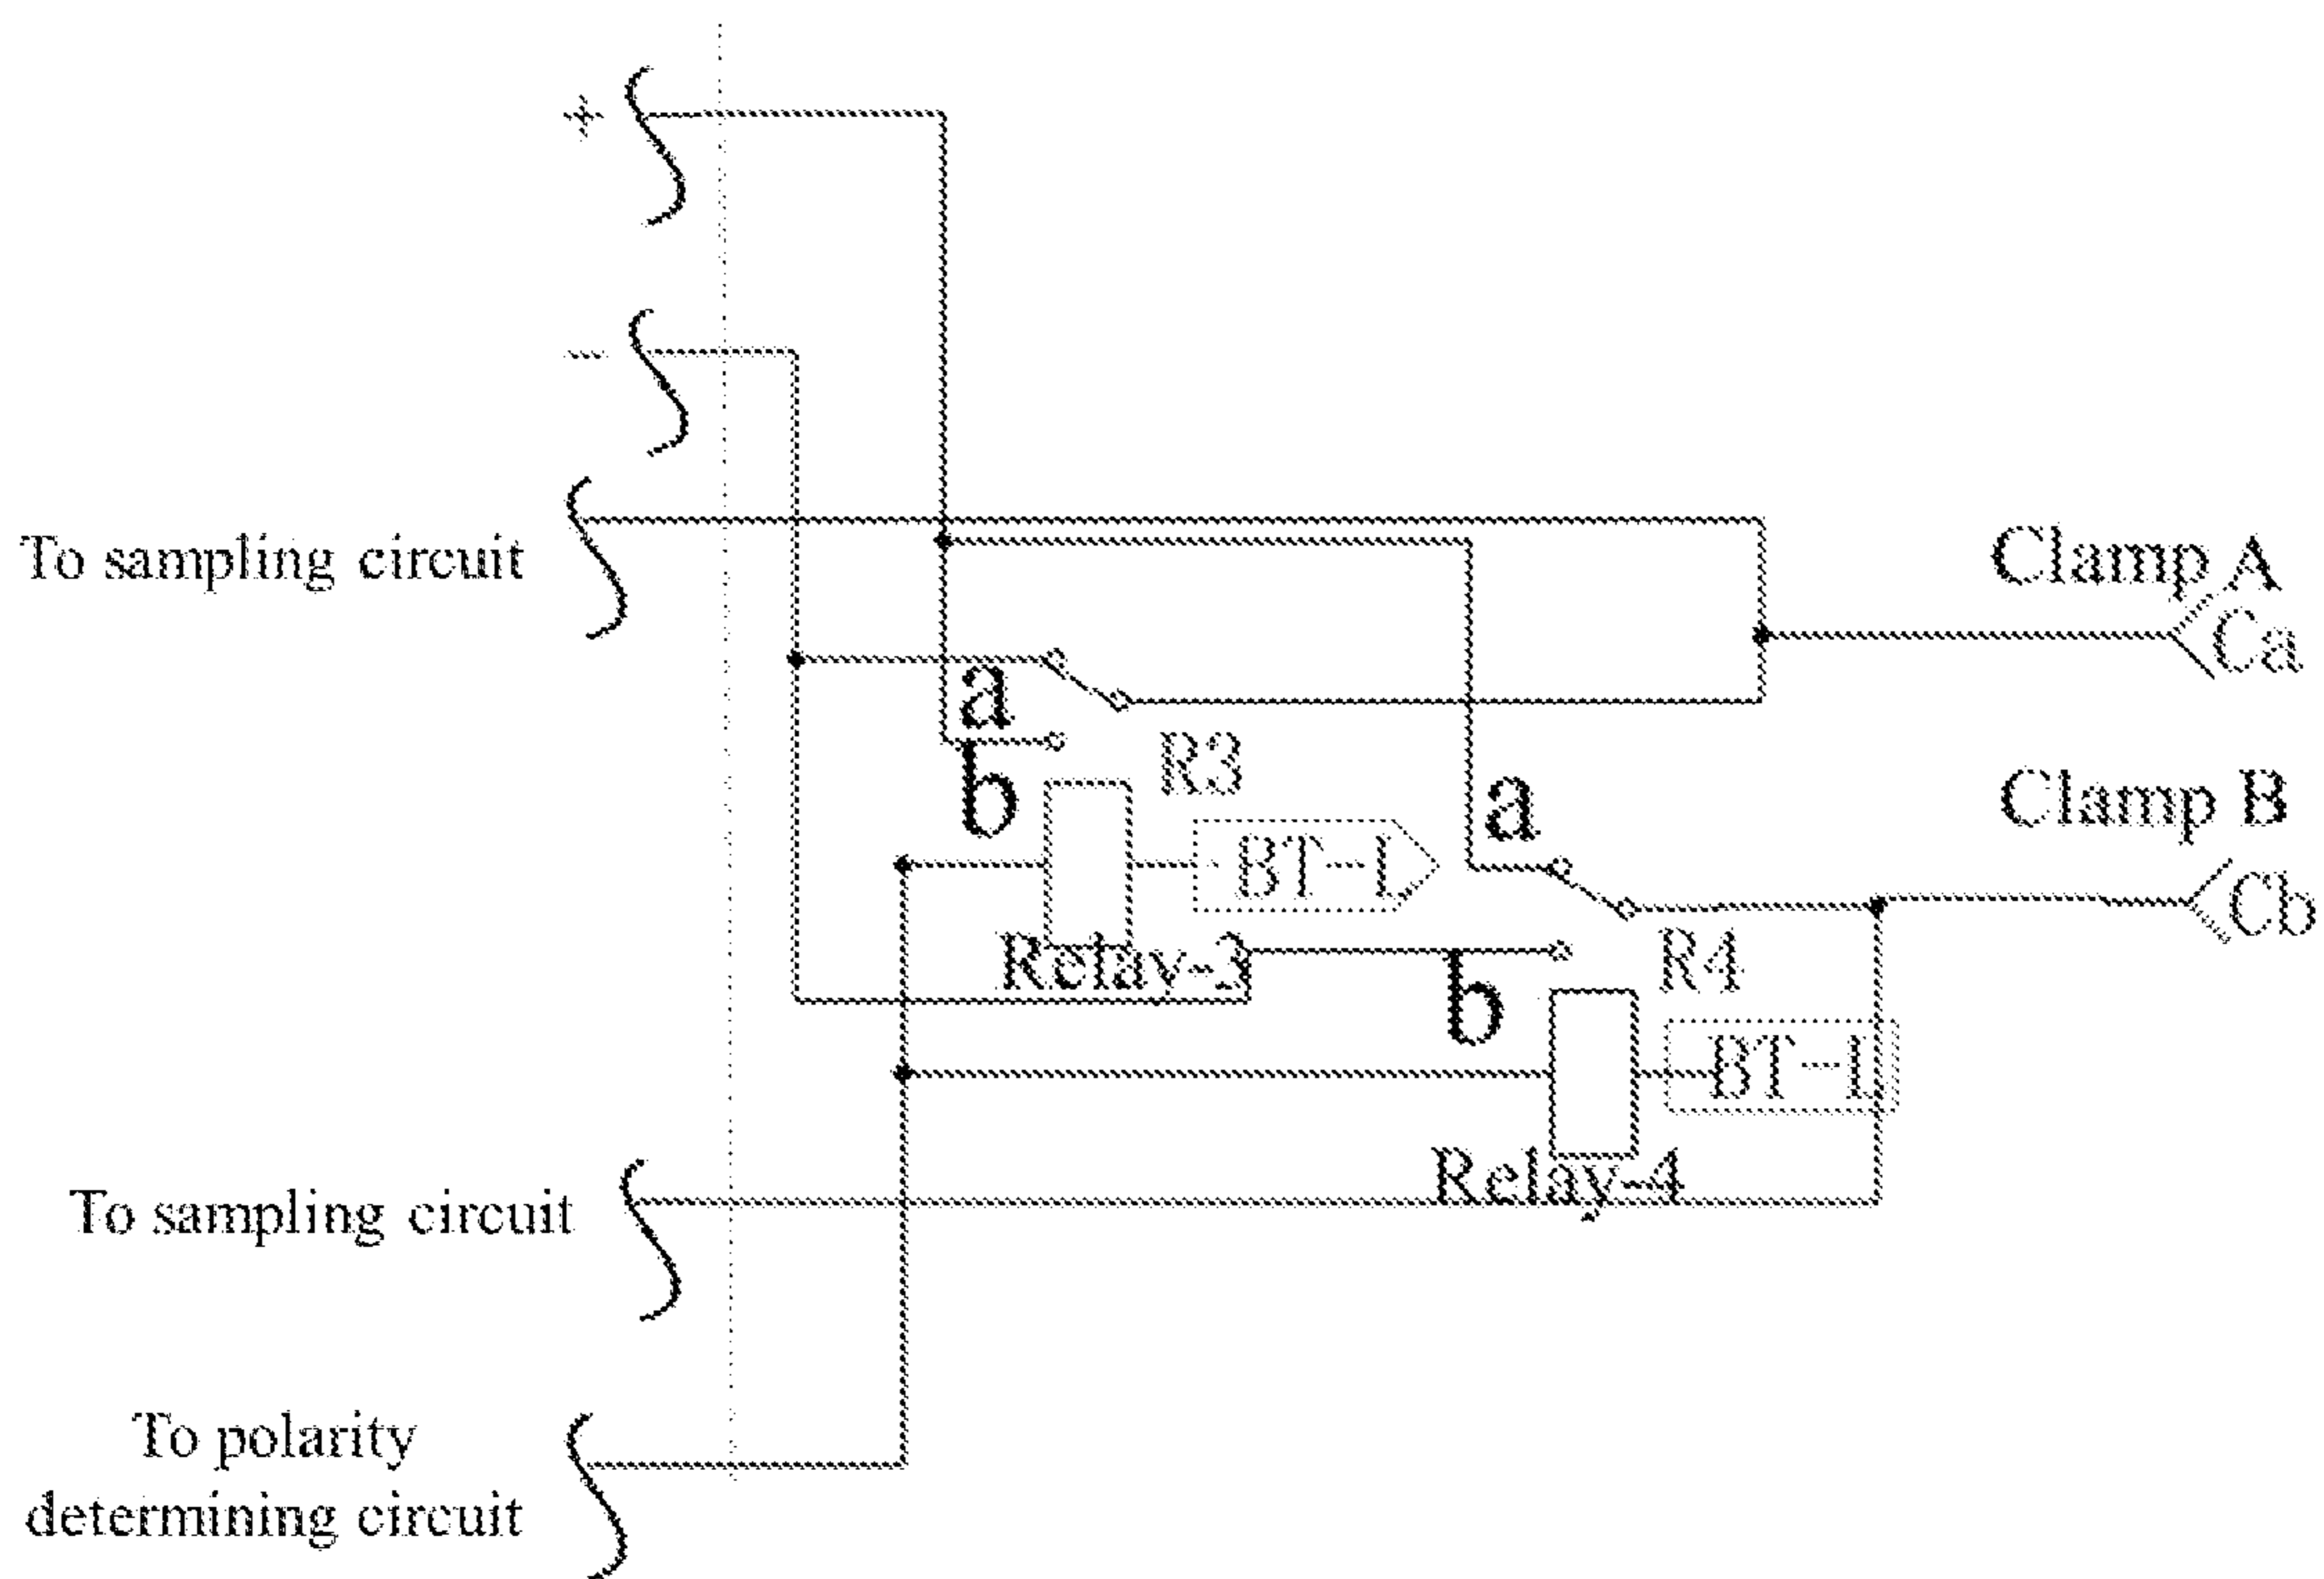 +
-
To sampling circuit
Clamp A
Ca
a
R3
b
a
Clamp B
BT-L
Cb
Relay-3
R4
b
BT-L
Relay-4
To sampling circuit
To polarity
determining circuit